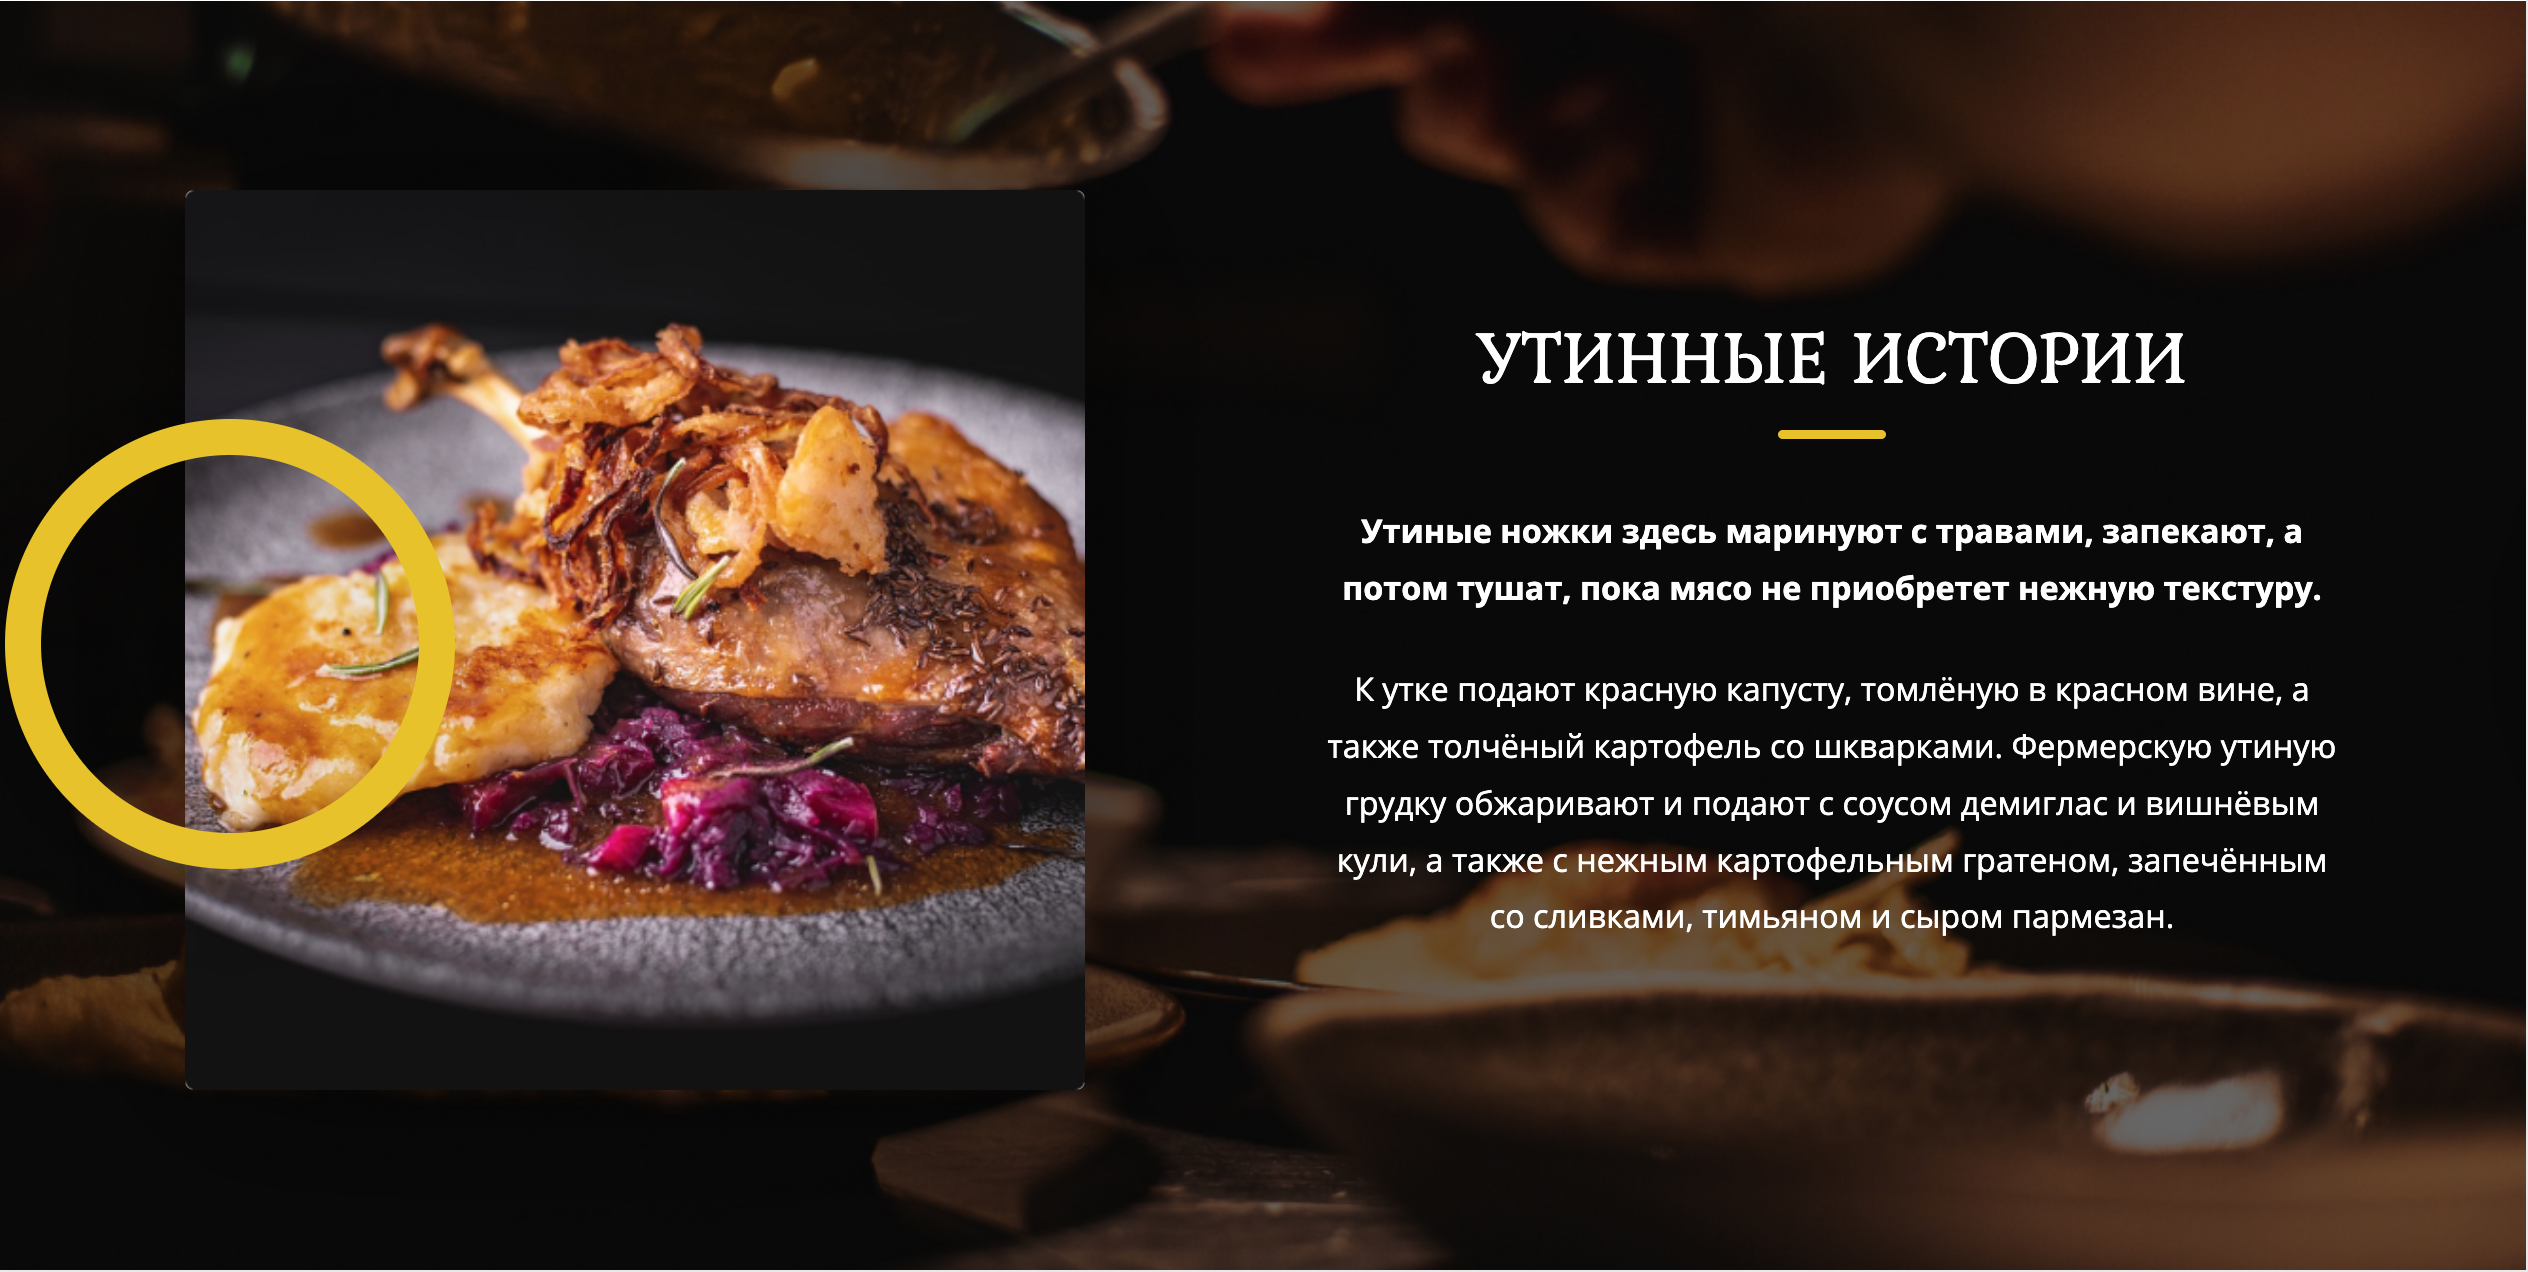 УТИННЫЕ ИСТОРИИ
Утиные ножки здесь маринуют с травами, запекают, а
потом тушат, пока мясо не приобретет нежную текстуру.
К утке подают красную капусту, томлёную в красном вине, а
также толчёный картофель со шкварками. Фермерскую утиную
грудку обжаривают и подают с соусом демиглас и вишнёвым
кули, а также с нежным картофельным гратеном, запечённым
со сливками, тимьяном и сыром пармезан.